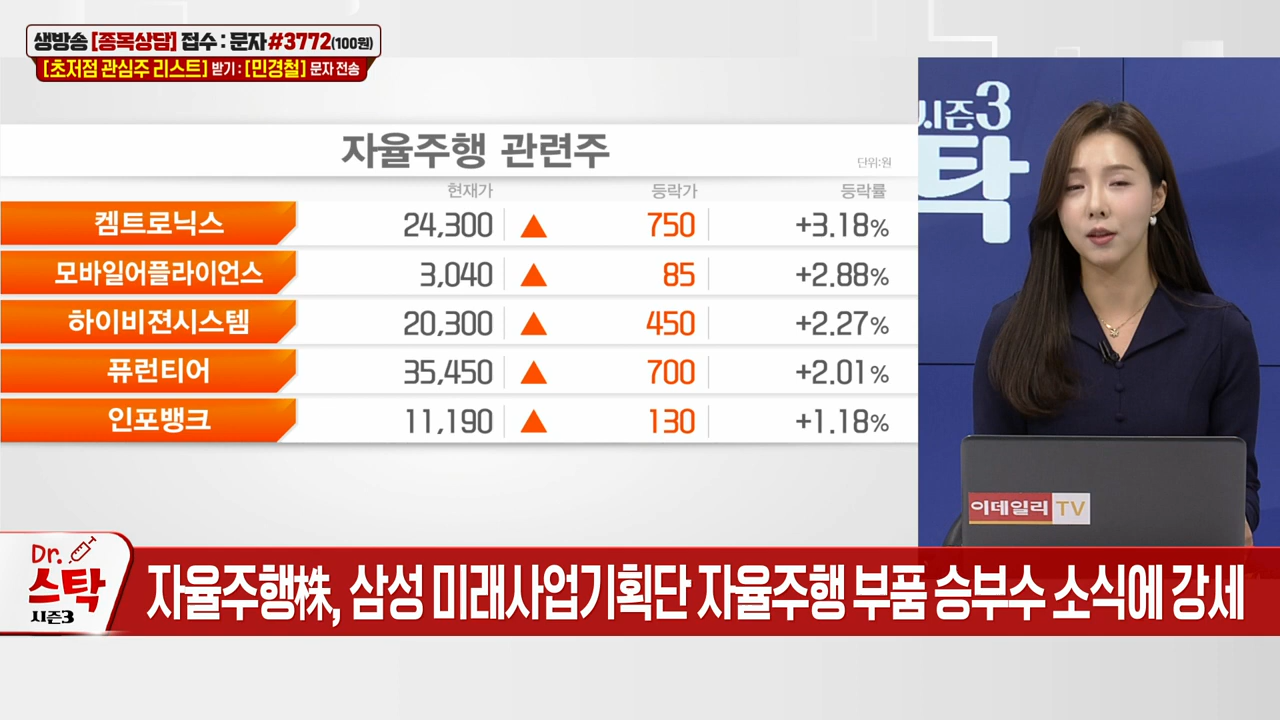 생방송 [종목상담] 접수 : 문자 #3772(100원)
[초저점 관심주 리스트] 받기 : [민경철] 문자 전송
자율주행 관련주
단위:원
현재가 등락가 등락률
켐트로닉스 24,300 ▲ 750 +3.18%
모바일어플라이언스 3,040 ▲ 85 +2.88%
하이비젼시스템 20,300 ▲ 450 +2.27%
퓨런티어 35,450 ▲ 700 +2.01%
인포뱅크 11,190 ▲ 130 +1.18%
시즌3
탁
이데일리 TV
Dr.
스탁
시즌3
자율주행株, 삼성 미래사업기획단 자율주행 부품 승부수 소식에 강세